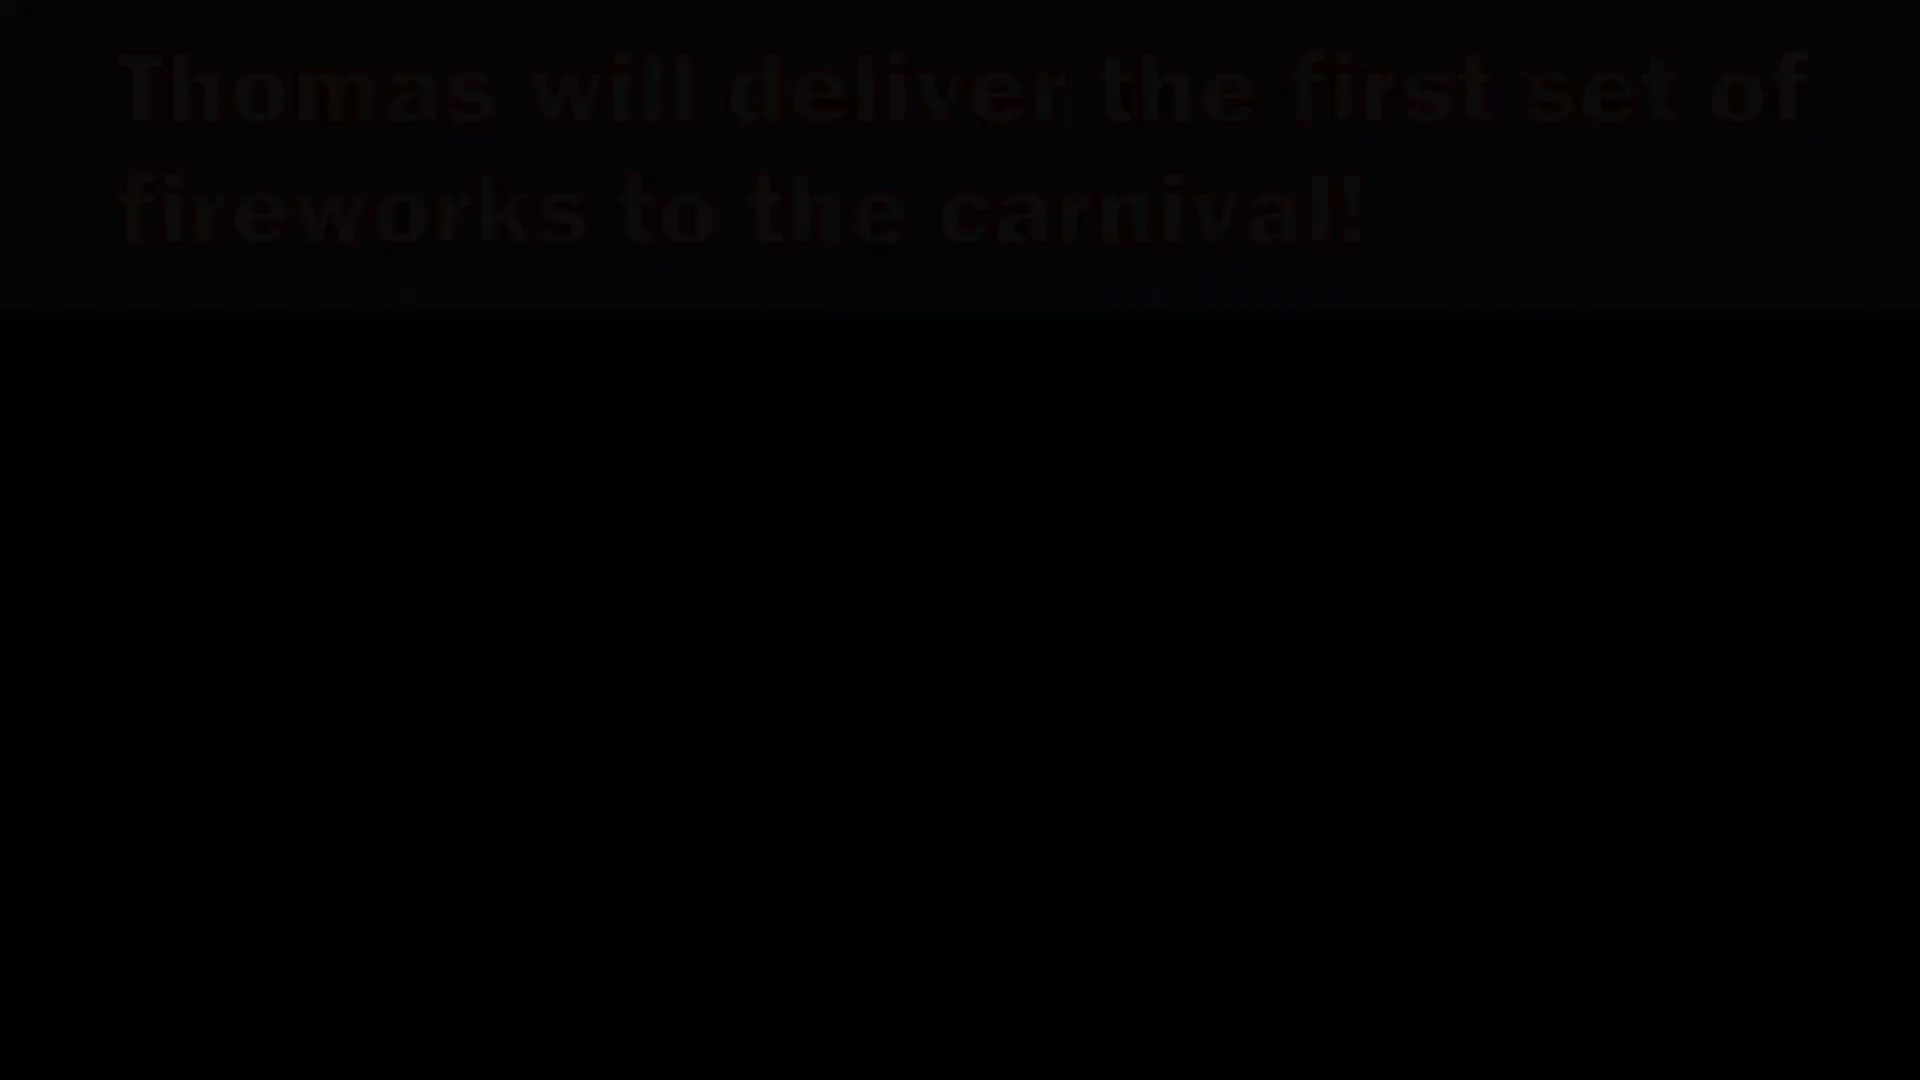 Thomas will deliver the first set of
fireworks to the carnival!